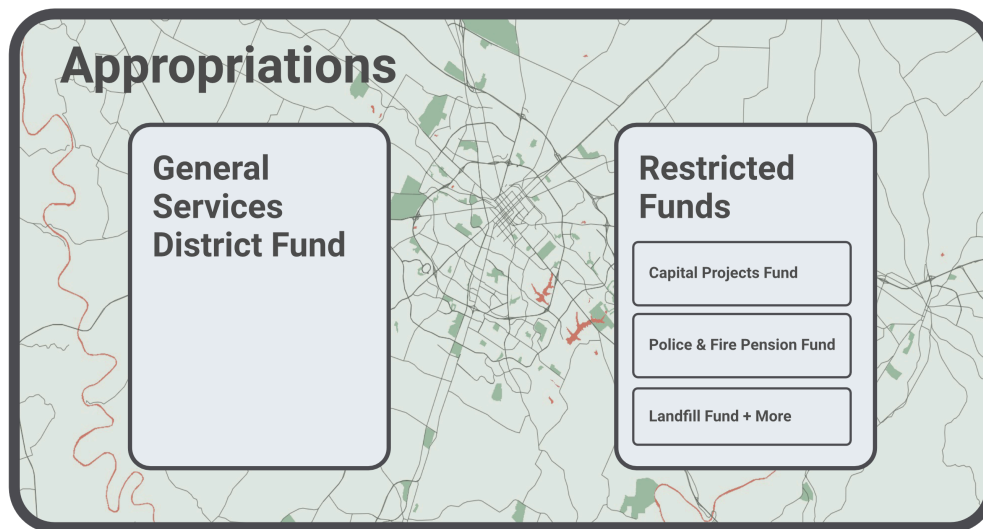 Appropriations
General
Services
District Fund
Restricted
Funds
Capital Projects Fund
Police & Fire Pension Fund
Landfill Fund + More